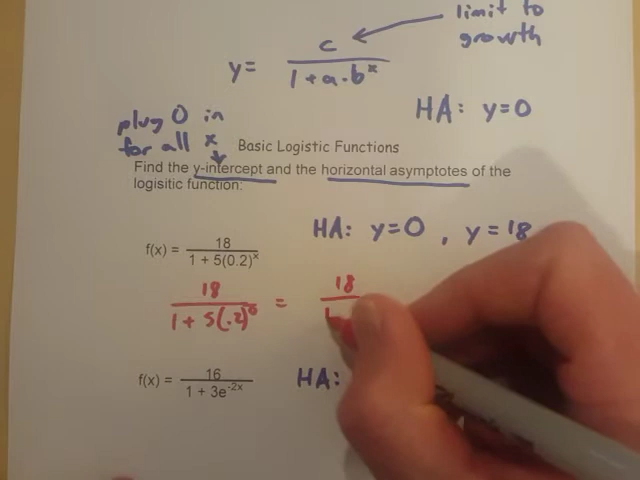 limit to
growth
y= c / 1 + a·b^x
HA: y=0
plug 0 in
for all x
Basic Logistic Functions
Find the y-intercept and the horizontal asymptotes of the
logisitic function:
HA: y=0 , y=18
f(x) = 18 / 1 + 5(0.2)^x
18 / 1 + 5(.2)^0 = 18 / 1
f(x) = 16 / 1 + 3e^-2x
HA: